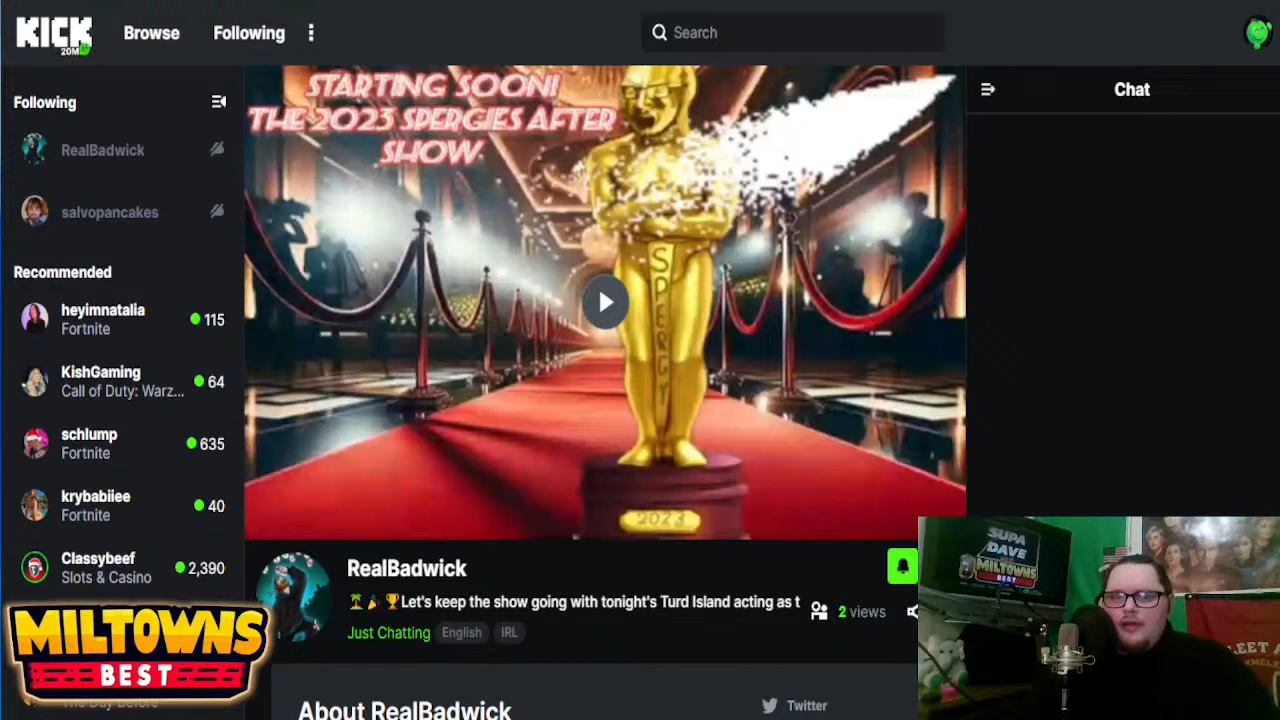 KICK
20M
Browse
Following
Search
Following
RealBadwick
salvopancakes
Recommended
heyimnatalia
Fortnite
115
KishGaming
Call of Duty: Warz...
64
schlump
Fortnite
635
krybabiiee
Fortnite
40
Classybeef
Slots & Casino
2,390
The Day Before
MILTOWNS
BEST
STARTING SOON!
THE 2023 SPERGIES AFTER
SHOW
SPERGY
2023
RealBadwick
🏝️🎉🏆Let's keep the show going with tonight's Turd Island acting as t
2 views
Just Chatting
English
IRL
About RealBadwick
Twitter
Chat
SUPA
DAVE
MILTOWNS
BEST